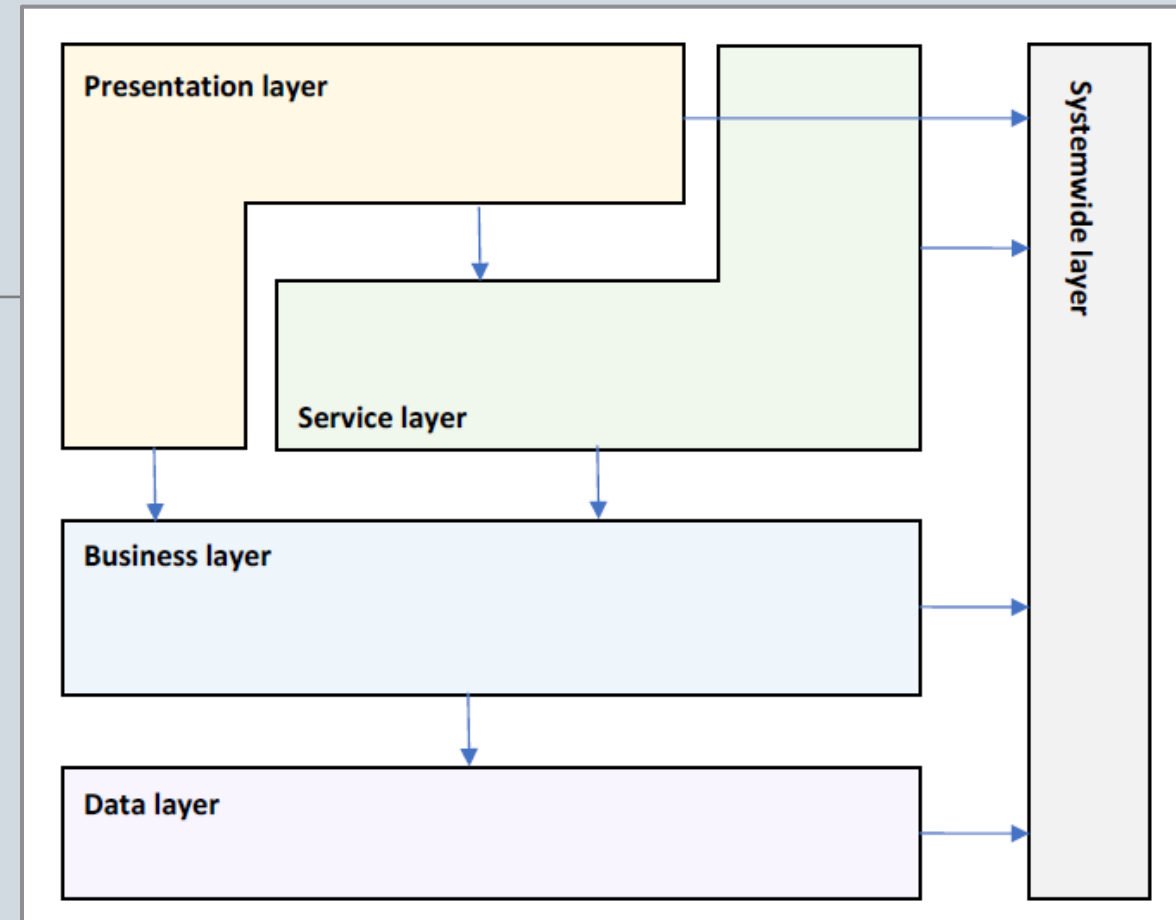 Presentation layer
Systemwide layer
Service layer
Business layer
Data layer